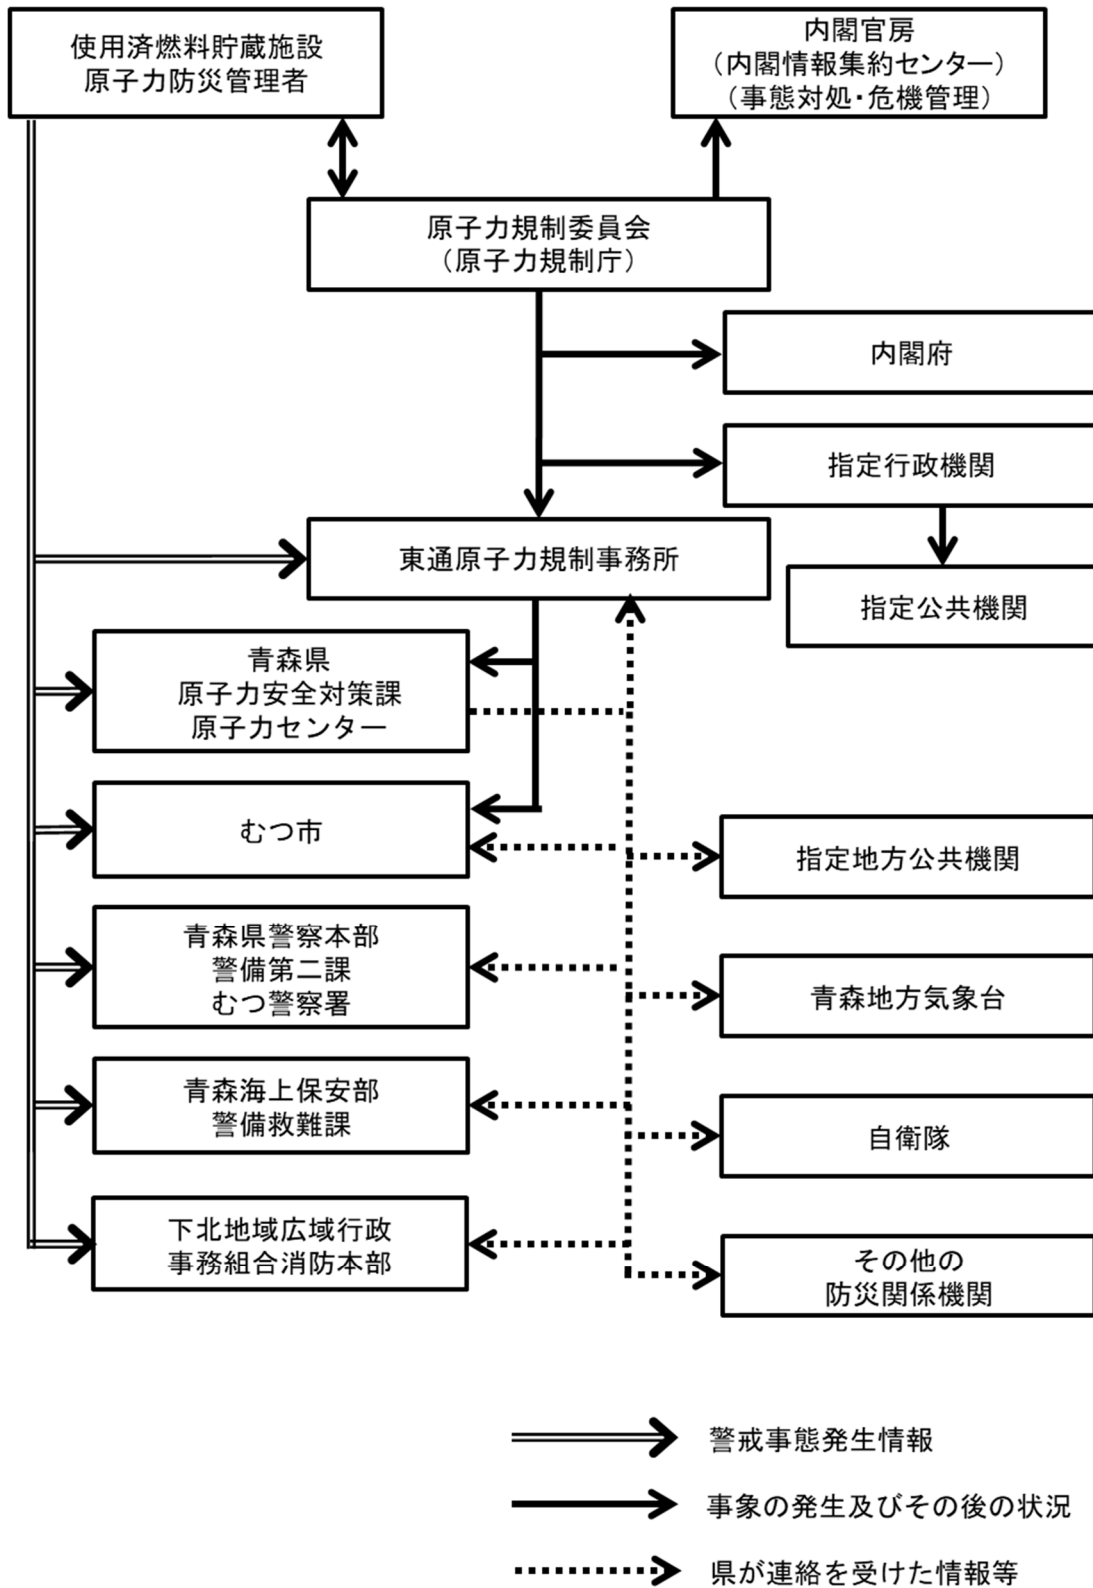 使用済燃料貯蔵施設
原子力防災管理者
内閣官房
（内閣情報集約センター）
（事態対処・危機管理）
原子力規制委員会
（原子力規制庁）
内閣府
指定行政機関
東通原子力規制事務所
指定公共機関
青森県
原子力安全対策課
原子力センター
むつ市
指定地方公共機関
青森県警察本部
警備第二課
むつ警察署
青森地方気象台
青森海上保安部
警備救難課
自衛隊
下北地域広域行政
事務組合消防本部
その他の
防災関係機関
警戒事態発生情報
事象の発生及びその後の状況
県が連絡を受けた情報等